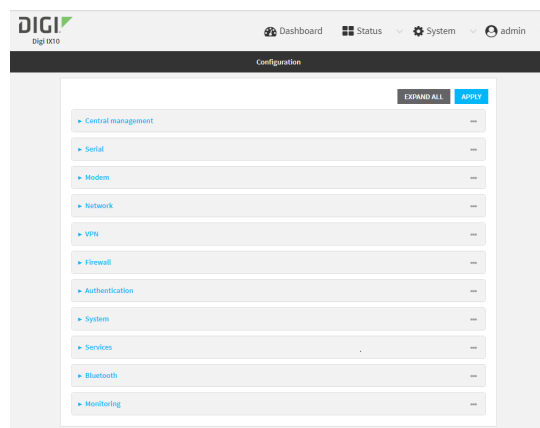 DIGI
Digi IX10
Dashboard Status System admin
Configuration
EXPAND ALL APPLY
Central management
Serial
Modem
Network
VPN
Firewall
Authentication
System
Services
Bluetooth
Monitoring